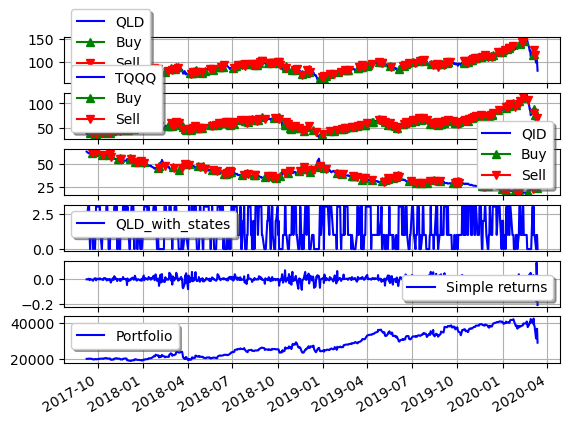 QLD
Buy
Sell
150
100
TQQQ
Buy
Sell
100
50
QID
Buy
Sell
50
25
QLD_with_states
2.5
0.0
Simple returns
0.0
−0.2
Portfolio
40000
20000
2017-10 2018-01 2018-04 2018-07 2018-10 2019-01 2019-04 2019-07 2019-10 2020-01 2020-04